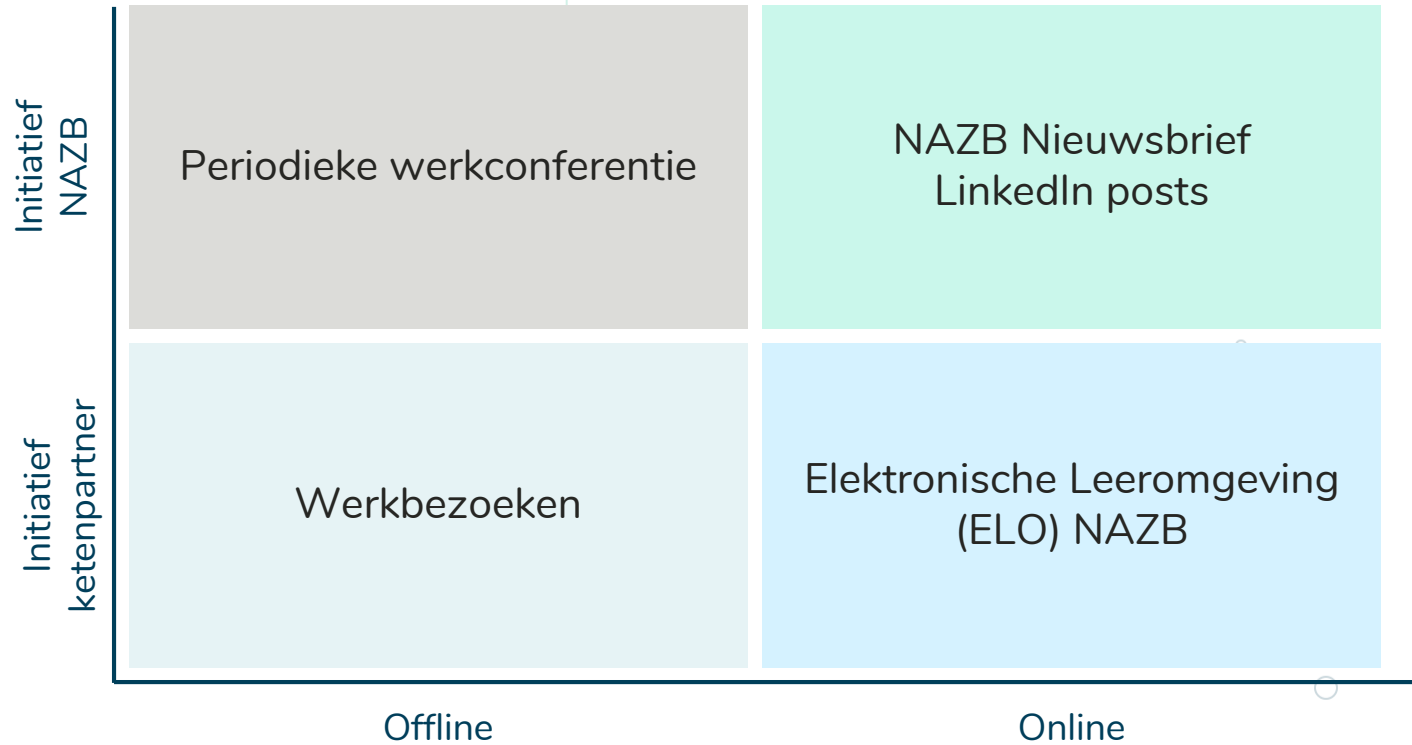 Initiatief
NAZB
Periodieke werkconferentie
NAZB Nieuwsbrief
LinkedIn posts
Initiatief
ketenpartner
Werkbezoeken
Elektronische Leeromgeving
(ELO) NAZB
Offline
Online